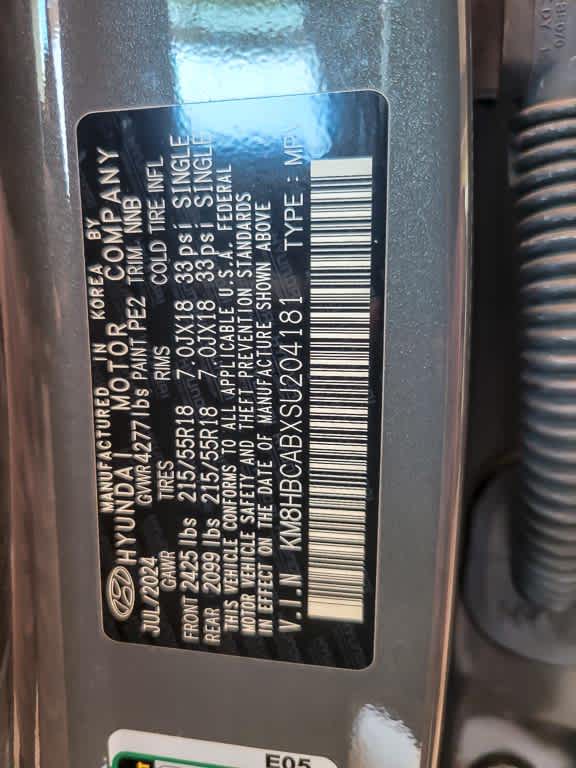 MANUFACTURED IN KOREA BY
HYUNDAI MOTOR COMPANY
JUL/2024 GVWR 4277 lbs PAINT PE2 TRIM NNB
GAWR TIRES RIMS COLD TIRE INFL
FRONT 2425 lbs 215/55R18 7.0JX18 33psi SINGLE
REAR 2099 lbs 215/55R18 7.0JX18 33psi SINGLE
THIS VEHICLE CONFORMS TO ALL APPLICABLE U.S.A. FEDERAL
MOTOR VEHICLE SAFETY AND THEFT PREVENTION STANDARDS
IN EFFECT ON THE DATE OF MANUFACTURE SHOWN ABOVE
V.I.N KM8HBCABXSU204181 TYPE : MPV
E05